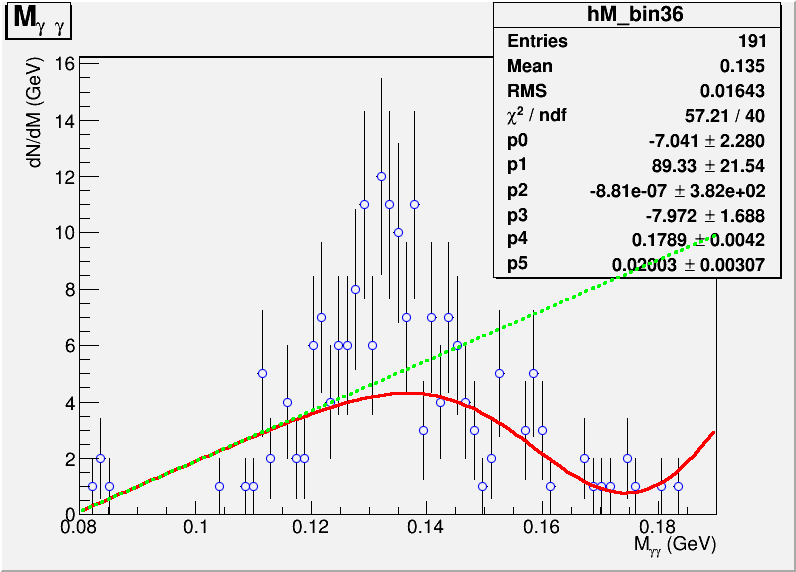 M γ γ
hM_bin36
Entries 191
Mean 0.135
RMS 0.01643
χ² / ndf 57.21 / 40
p0 -7.041 ± 2.280
p1 89.33 ± 21.54
p2 -8.81e-07 ± 3.82e+02
p3 -7.972 ± 1.688
p4 0.1789 ± 0.0042
p5 0.02003 ± 0.00307
dN/dM (GeV)
16
14
12
10
8
6
4
2
0
0.08 0.1 0.12 0.14 0.16 0.18
M γγ (GeV)